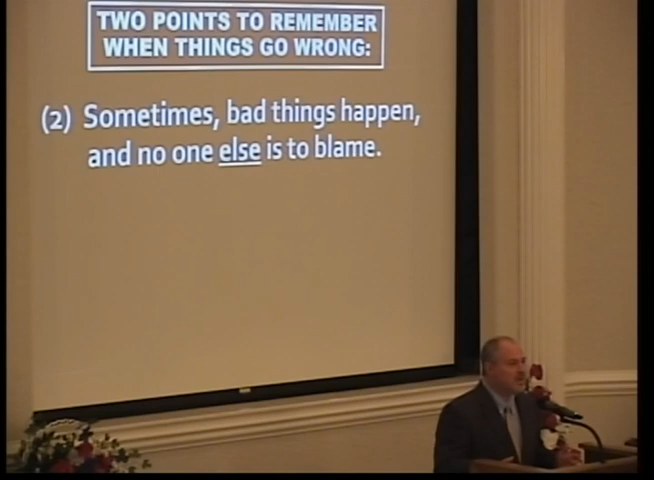 TWO POINTS TO REMEMBER
WHEN THINGS GO WRONG:
(2) Sometimes, bad things happen,
and no one else is to blame.